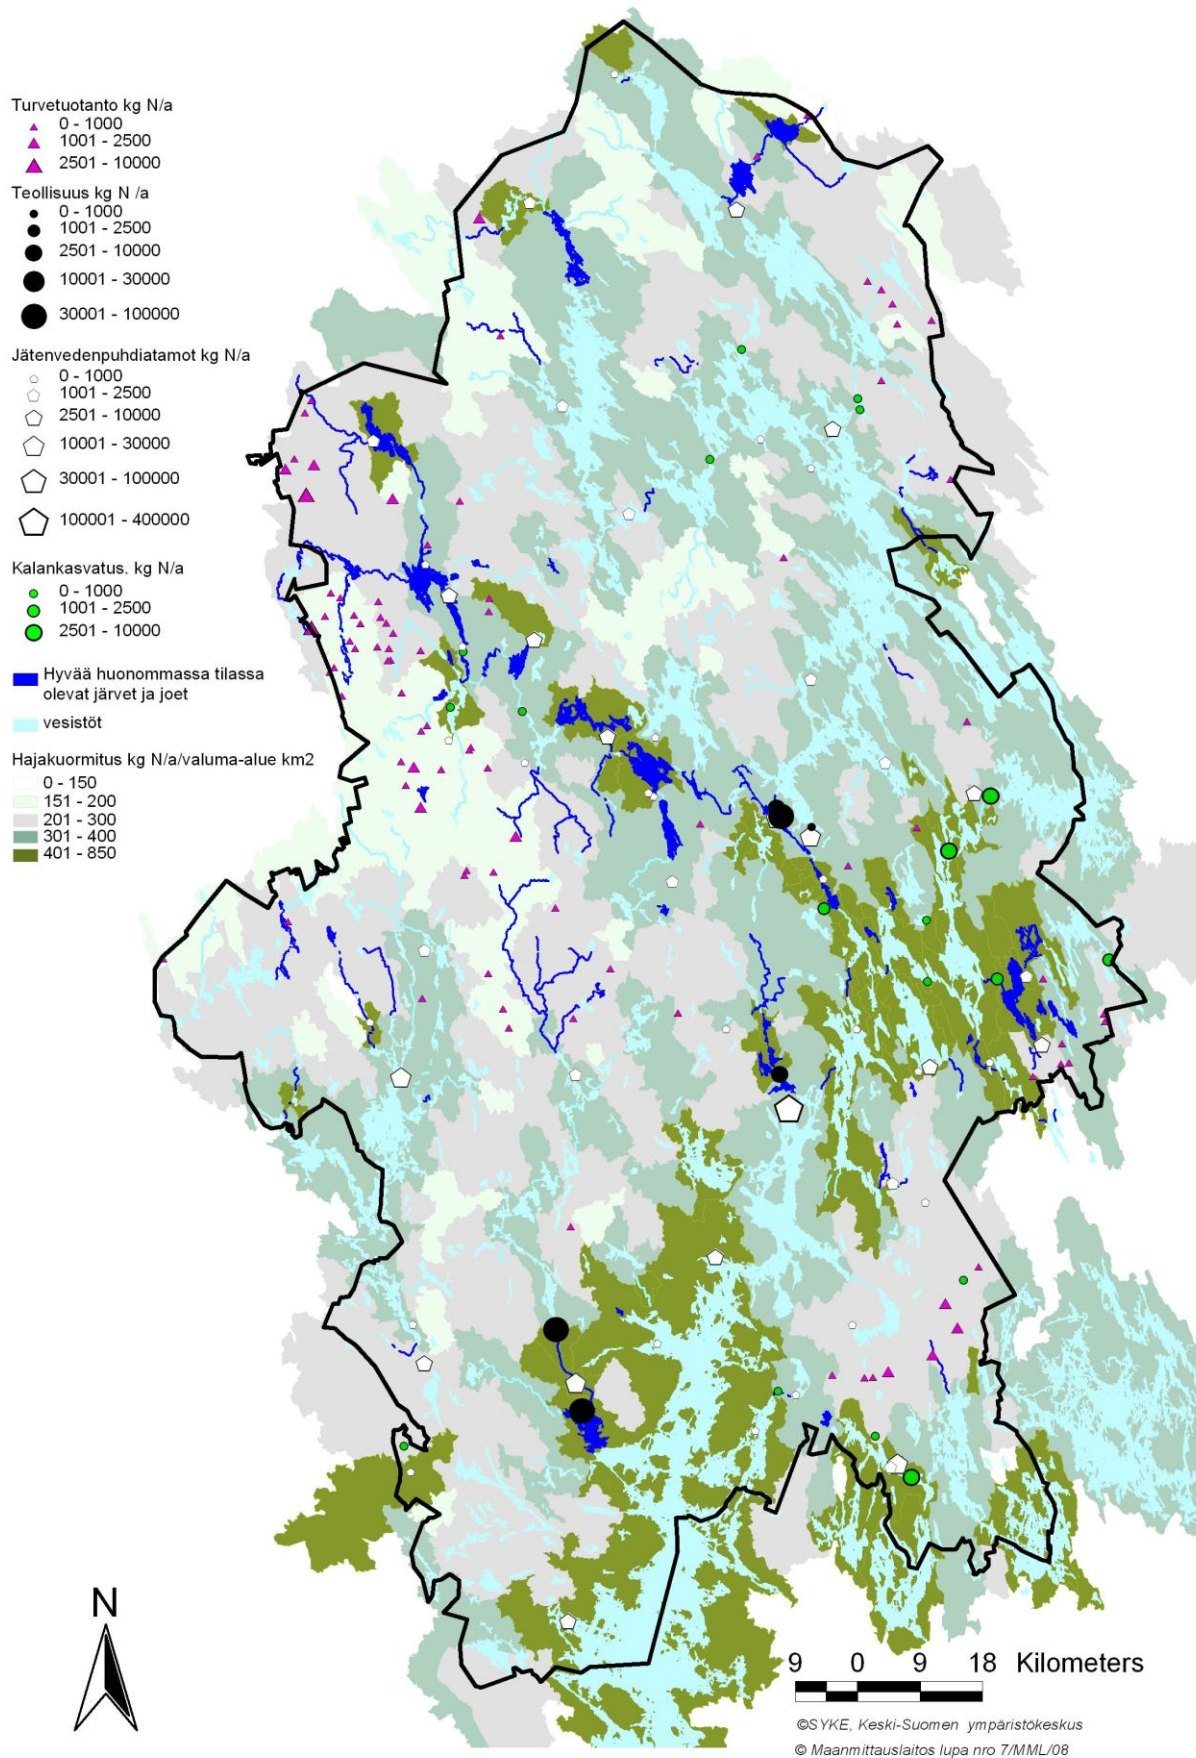 Turvetuotanto kg N/a
0 - 1000
1001 - 2500
2501 - 10000
Teollisuus kg N /a
0 - 1000
1001 - 2500
2501 - 10000
10001 - 30000
30001 - 100000
Jätenvedenpuhdiatamot kg N/a
0 - 1000
1001 - 2500
2501 - 10000
10001 - 30000
30001 - 100000
100001 - 400000
Kalankasvatus. kg N/a
0 - 1000
1001 - 2500
2501 - 10000
Hyvää huonommassa tilassa
olevat järvet ja joet
vesistöt
Hajakuormitus kg N/a/valuma-alue km2
0 - 150
151 - 200
201 - 300
301 - 400
401 - 850
N
9 0 9 18 Kilometers
©SYKE, Keski-Suomen ympäristökeskus
© Maanmittauslaitos lupa nro 7/MML/08